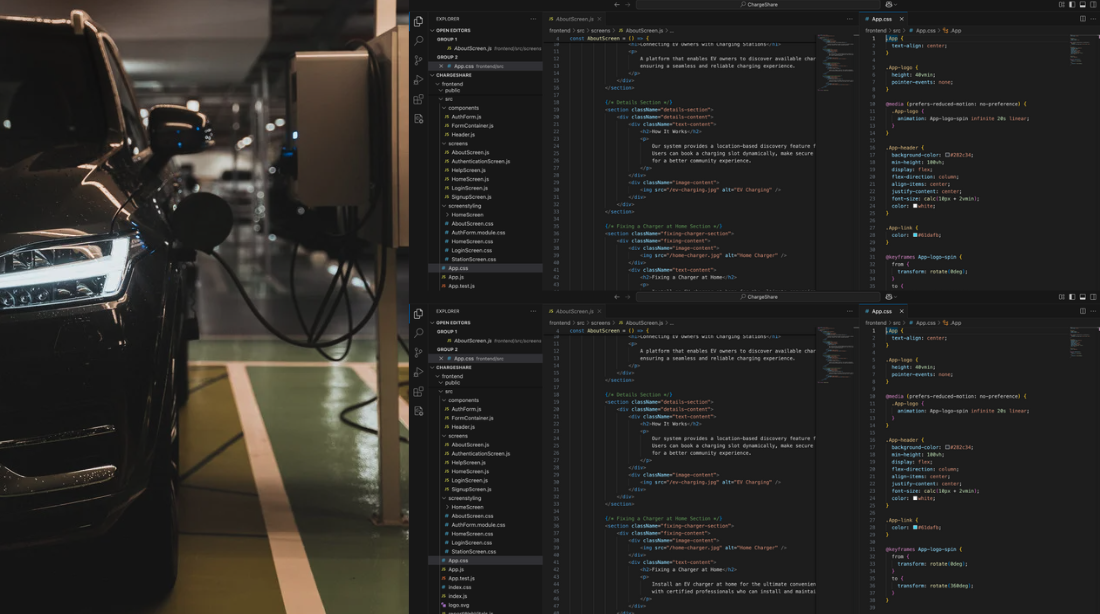 ChargeShare
EXPLORER
OPEN EDITORS
GROUP 1
AboutScreen.js frontend/src/screens
GROUP 2
App.css frontend/src
CHARGESHARE
frontend
public
src
components
AuthForm.js
FormContainer.js
Header.js
screens
AboutScreen.js
AuthenticationScreen.js
HelpScreen.js
HomeScreen.js
LoginScreen.js
SignupScreen.js
screenstyling
HomeScreen
AboutScreen.css
AuthForm.module.css
HomeScreen.css
LoginScreen.css
StationScreen.css
App.css
App.js
App.test.js
AboutScreen.js
frontend > src > screens > AboutScreen.js > ...
const AboutScreen = () => {
<h1>Connecting EV Owners with Charging Stations</h1>
<p>
A platform that enables EV owners to discover available char
ensuring a seamless and reliable charging experience.
</p>
</div>
</section>
{/* Details Section */}
<section className="details-section">
<div className="details-content">
<div className="text-content">
<h2>How It Works</h2>
<p>
Our system provides a location-based discovery feature f
Users can book a charging slot dynamically, make secure
for a better community experience.
</p>
</div>
<div className="image-content">
<img src="/ev-charging.jpg" alt="EV Charging" />
</div>
</div>
</section>
{/* Fixing a Charger at Home Section */}
<section className="fixing-charger-section">
<div className="fixing-content">
<div className="image-content">
<img src="/home-charger.jpg" alt="Home Charger" />
</div>
<div className="text-content">
<h2>Fixing a Charger at Home</h2>
<p>
App.css
frontend > src > App.css > .App
.App {
text-align: center;
}
.App-logo {
height: 40vmin;
pointer-events: none;
}
@media (prefers-reduced-motion: no-preference) {
.App-logo {
animation: App-logo-spin infinite 20s linear;
}
}
.App-header {
background-color: #282c34;
min-height: 100vh;
display: flex;
flex-direction: column;
align-items: center;
justify-content: center;
font-size: calc(10px + 2vmin);
color: white;
}
.App-link {
color: #61dafb;
}
@keyframes App-logo-spin {
from {
transform: rotate(0deg);
}
to {
ChargeShare
EXPLORER
OPEN EDITORS
GROUP 1
AboutScreen.js frontend/src/screens
GROUP 2
App.css frontend/src
CHARGESHARE
frontend
public
src
components
AuthForm.js
FormContainer.js
Header.js
screens
AboutScreen.js
AuthenticationScreen.js
HelpScreen.js
HomeScreen.js
LoginScreen.js
SignupScreen.js
screenstyling
HomeScreen
AboutScreen.css
AuthForm.module.css
HomeScreen.css
LoginScreen.css
StationScreen.css
App.css
App.js
App.test.js
index.css
index.js
logo.svg
AboutScreen.js
frontend > src > screens > AboutScreen.js > ...
const AboutScreen = () => {
<h1>Connecting EV Owners with Charging Stations</h1>
<p>
A platform that enables EV owners to discover available char
ensuring a seamless and reliable charging experience.
</p>
</div>
</section>
{/* Details Section */}
<section className="details-section">
<div className="details-content">
<div className="text-content">
<h2>How It Works</h2>
<p>
Our system provides a location-based discovery feature f
Users can book a charging slot dynamically, make secure
for a better community experience.
</p>
</div>
<div className="image-content">
<img src="/ev-charging.jpg" alt="EV Charging" />
</div>
</div>
</section>
{/* Fixing a Charger at Home Section */}
<section className="fixing-charger-section">
<div className="fixing-content">
<div className="image-content">
<img src="/home-charger.jpg" alt="Home Charger" />
</div>
<div className="text-content">
<h2>Fixing a Charger at Home</h2>
<p>
Install an EV charger at home for the ultimate convenien
with certified professionals who can install and maintai
App.css
frontend > src > App.css > .App
.App {
text-align: center;
}
.App-logo {
height: 40vmin;
pointer-events: none;
}
@media (prefers-reduced-motion: no-preference) {
.App-logo {
animation: App-logo-spin infinite 20s linear;
}
}
.App-header {
background-color: #282c34;
min-height: 100vh;
display: flex;
flex-direction: column;
align-items: center;
justify-content: center;
font-size: calc(10px + 2vmin);
color: white;
}
.App-link {
color: #61dafb;
}
@keyframes App-logo-spin {
from {
transform: rotate(0deg);
}
to {
transform: rotate(360deg);
}
}